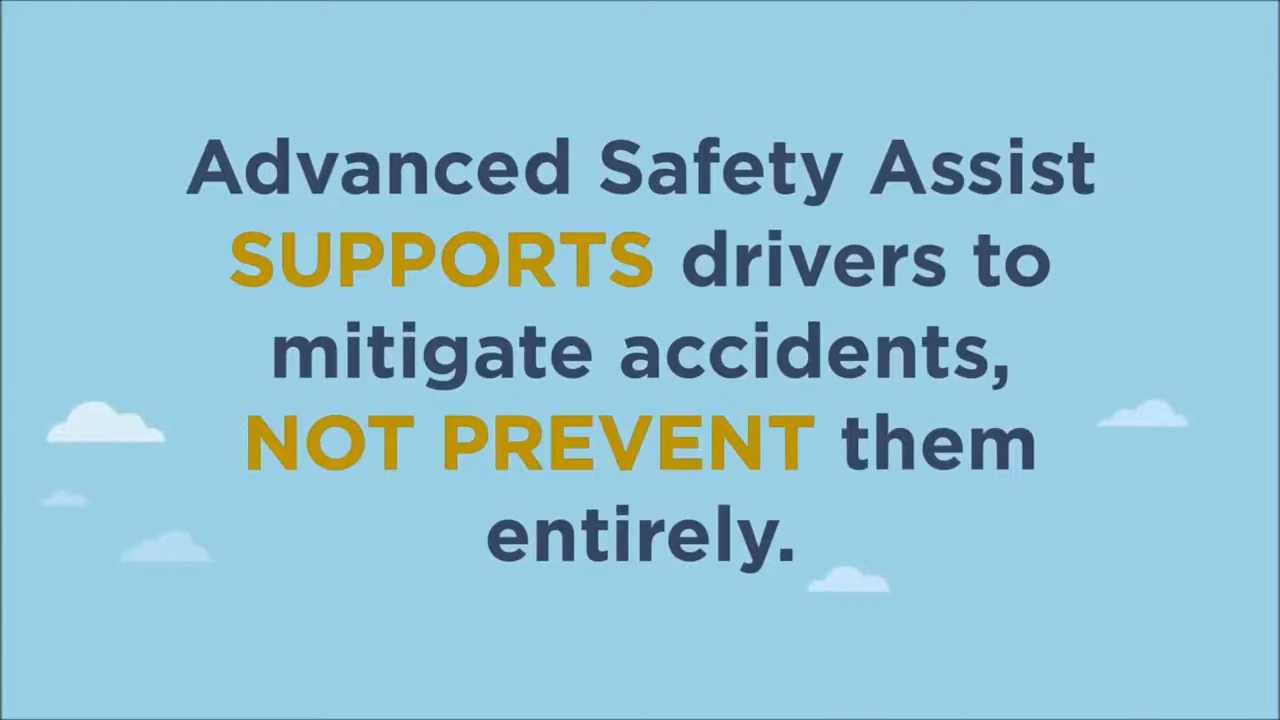 Advanced Safety Assist
SUPPORTS drivers to
mitigate accidents,
NOT PREVENT them
entirely.